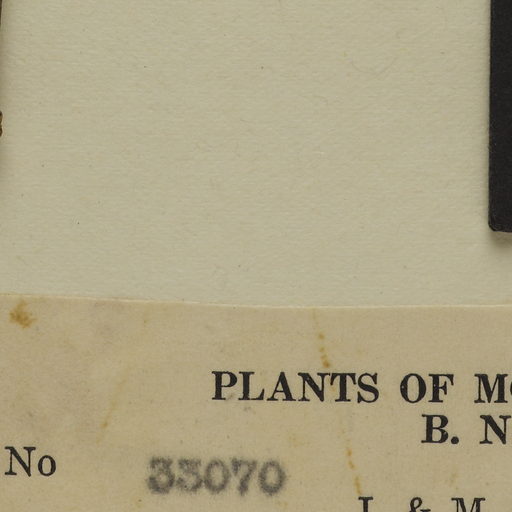 PLANTS OF
B.
No 33070
&